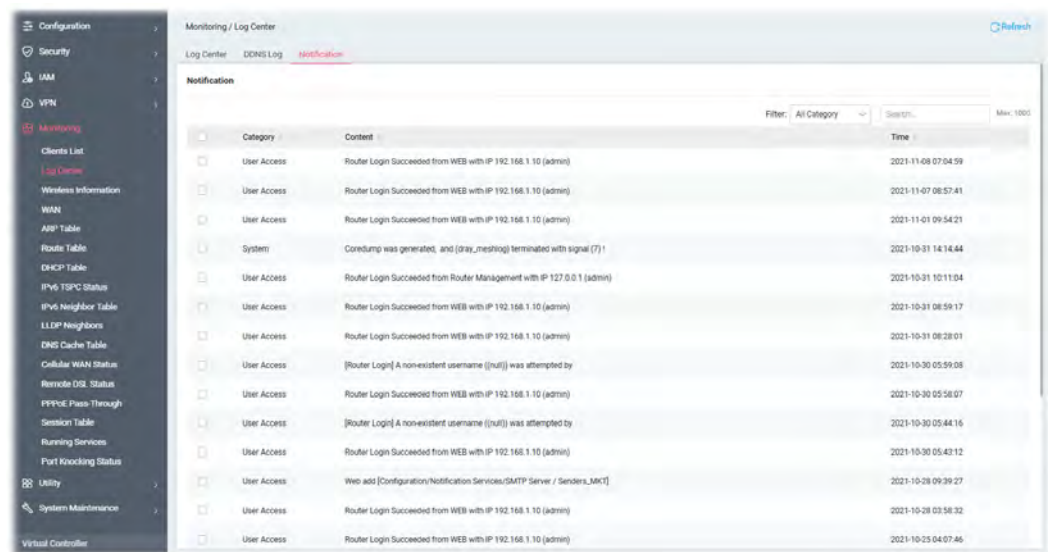 Configuration
Security
IAM
VPN
Monitoring
Clients List
Log Center
Wireless Information
WAN
ARP Table
Route Table
DHCP Table
IPv6 TSPC Status
IPv6 Neighbor Table
LLDP Neighbors
DNS Cache Table
Cellular WAN Status
Remote DSL Status
PPPoE Pass-Through
Session Table
Running Services
Port Knocking Status
Utility
System Maintenance
Virtual Controller
Monitoring / Log Center
Refresh
Log Center DDNS Log Notification
Notification
Filter: All Category Search... Max: 1000
Category Content Time
User Access Router Login Succeeded from WEB with IP 192.168.1.10 (admin) 2021-11-08 07:04:59
User Access Router Login Succeeded from WEB with IP 192.168.1.10 (admin) 2021-11-07 08:57:41
User Access Router Login Succeeded from WEB with IP 192.168.1.10 (admin) 2021-11-01 09:54:21
System Coredump was generated, and (dray_meshlog) terminated with signal (7) ! 2021-10-31 14:14:44
User Access Router Login Succeeded from Router Management with IP 127.0.0.1 (admin) 2021-10-31 10:11:04
User Access Router Login Succeeded from WEB with IP 192.168.1.10 (admin) 2021-10-31 08:59:17
User Access Router Login Succeeded from WEB with IP 192.168.1.10 (admin) 2021-10-31 08:28:01
User Access [Router Login] A non-existent username ((null)) was attempted by 2021-10-30 05:59:08
User Access Router Login Succeeded from WEB with IP 192.168.1.10 (admin) 2021-10-30 05:58:07
User Access [Router Login] A non-existent username ((null)) was attempted by 2021-10-30 05:44:16
User Access Router Login Succeeded from WEB with IP 192.168.1.10 (admin) 2021-10-30 05:43:12
User Access Web add [Configuration/Notification Services/SMTP Server / Senders_MKT] 2021-10-28 09:39:27
User Access Router Login Succeeded from WEB with IP 192.168.1.10 (admin) 2021-10-28 03:58:32
User Access Router Login Succeeded from WEB with IP 192.168.1.10 (admin) 2021-10-25 04:07:46